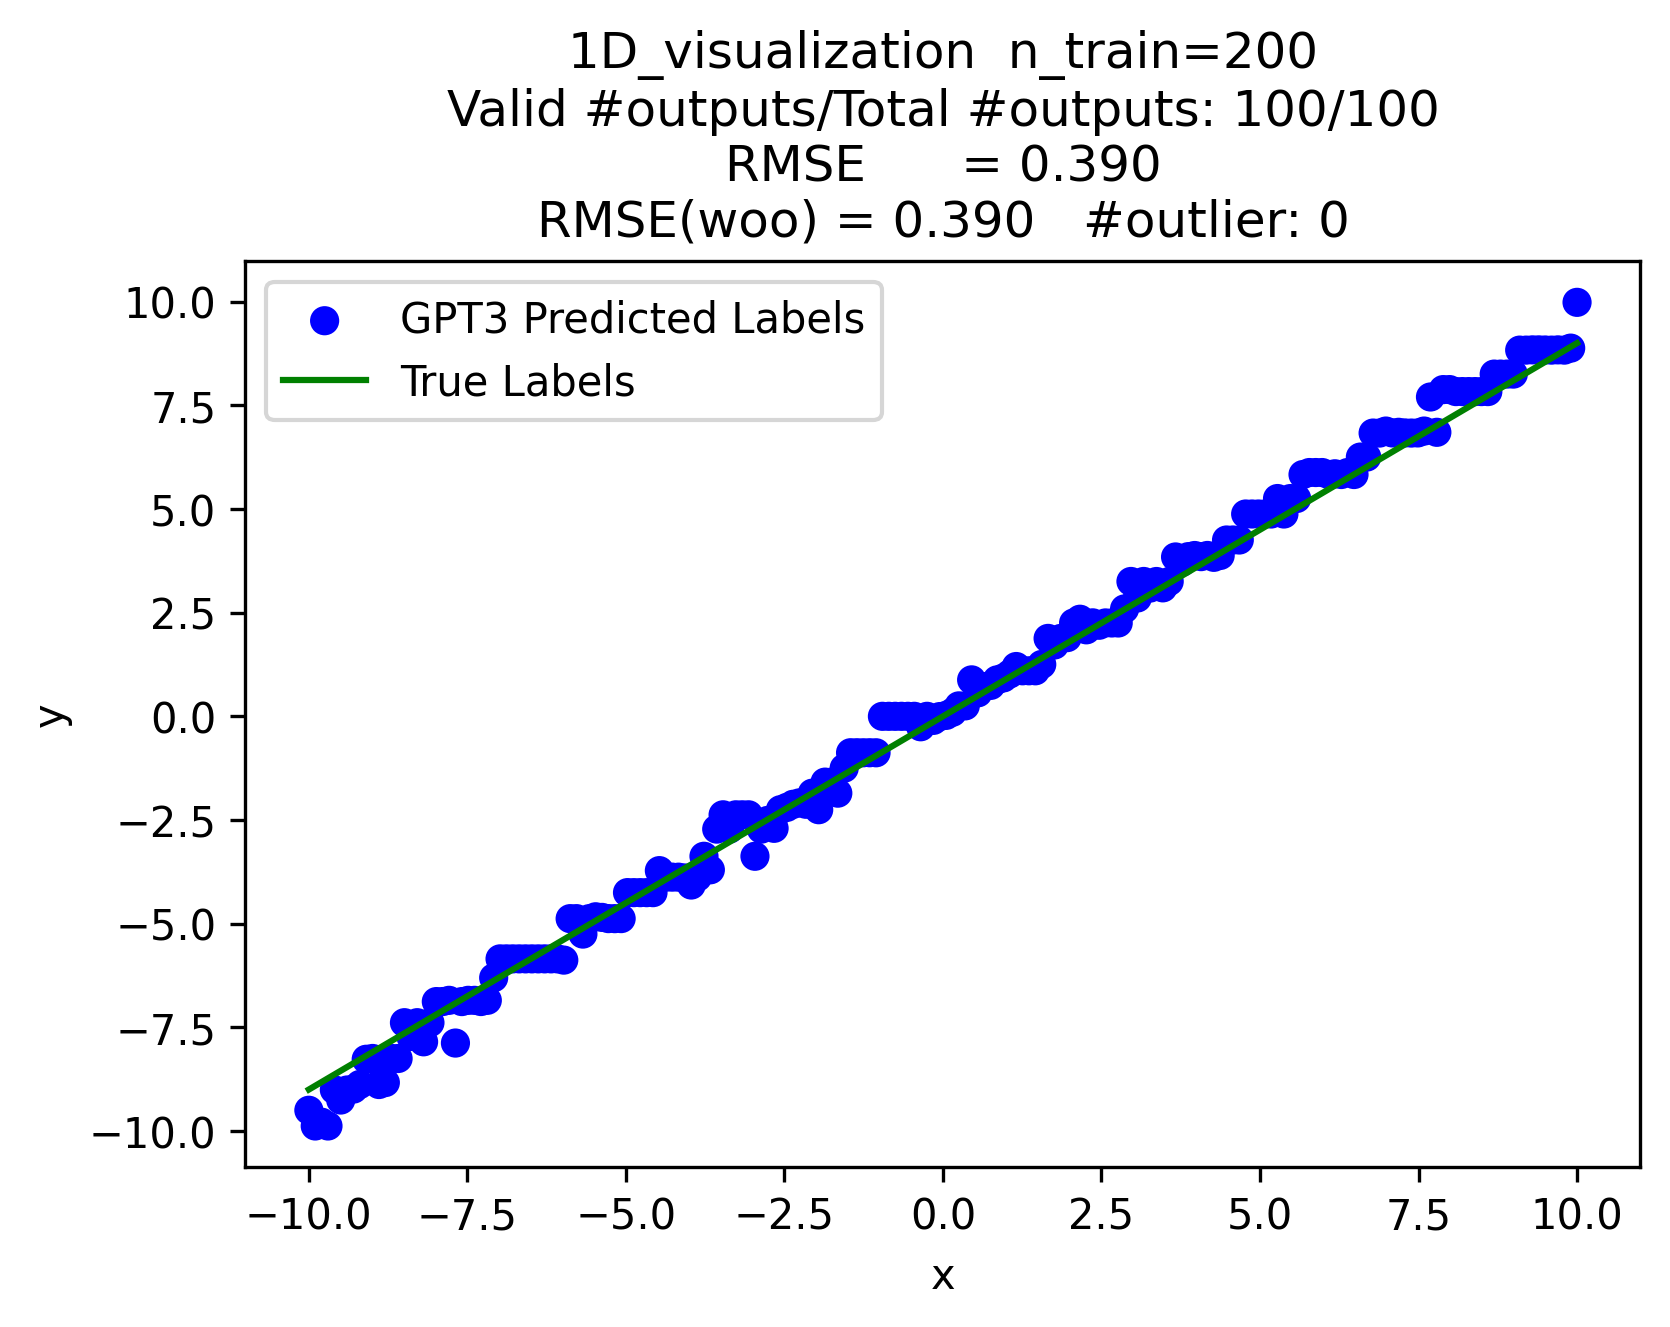 1D_visualization  n_train=200
Valid #outputs/Total #outputs: 100/100
RMSE      = 0.390
RMSE(woo) = 0.390   #outlier: 0
GPT3 Predicted Labels
True Labels
10.0
7.5
5.0
2.5
0.0
−2.5
−5.0
−7.5
−10.0
y
−10.0 −7.5 −5.0 −2.5 0.0 2.5 5.0 7.5 10.0
x